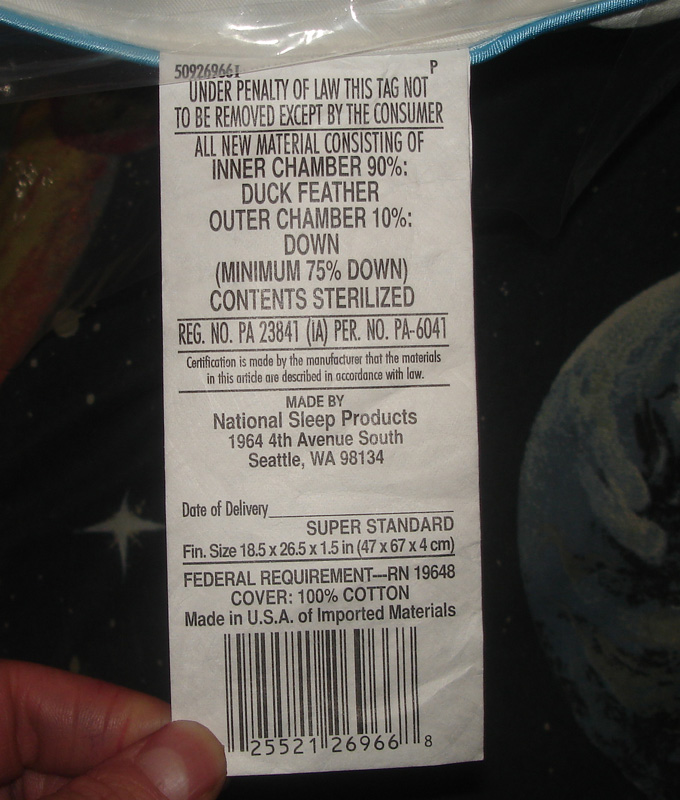 509269661 P
UNDER PENALTY OF LAW THIS TAG NOT
TO BE REMOVED EXCEPT BY THE CONSUMER
ALL NEW MATERIAL CONSISTING OF
INNER CHAMBER 90%:
DUCK FEATHER
OUTER CHAMBER 10%:
DOWN
(MINIMUM 75% DOWN)
CONTENTS STERILIZED
REG. NO. PA 23841 (IA) PER. NO. PA-6041
Certification is made by the manufacturer that the materials
in this article are described in accordance with law.
MADE BY
National Sleep Products
1964 4th Avenue South
Seattle, WA 98134
Date of Delivery
SUPER STANDARD
Fin. Size 18.5 x 26.5 x 1.5 in (47 x 67 x 4 cm)
FEDERAL REQUIREMENT---RN 19648
COVER: 100% COTTON
Made in U.S.A. of Imported Materials
25521 26966 8